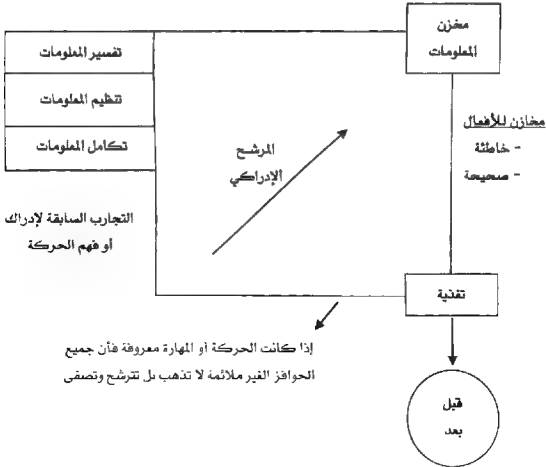 مخزن
المعلومات
تفسير المعلومات
تنظيم المعلومات
تكامل المعلومات
مخازن للأفعال
- خاطئة
- صحيحة
المرشح
الإدراكي
التجارب السابقة لإدراك
أو فهم الحركة
تغذية
إذا كانت الحركة أو المهارة معروفة فأن جميع
الحوافز الغير ملائمة لا تذهب بل تترشح وتصفى
قبل
بعد